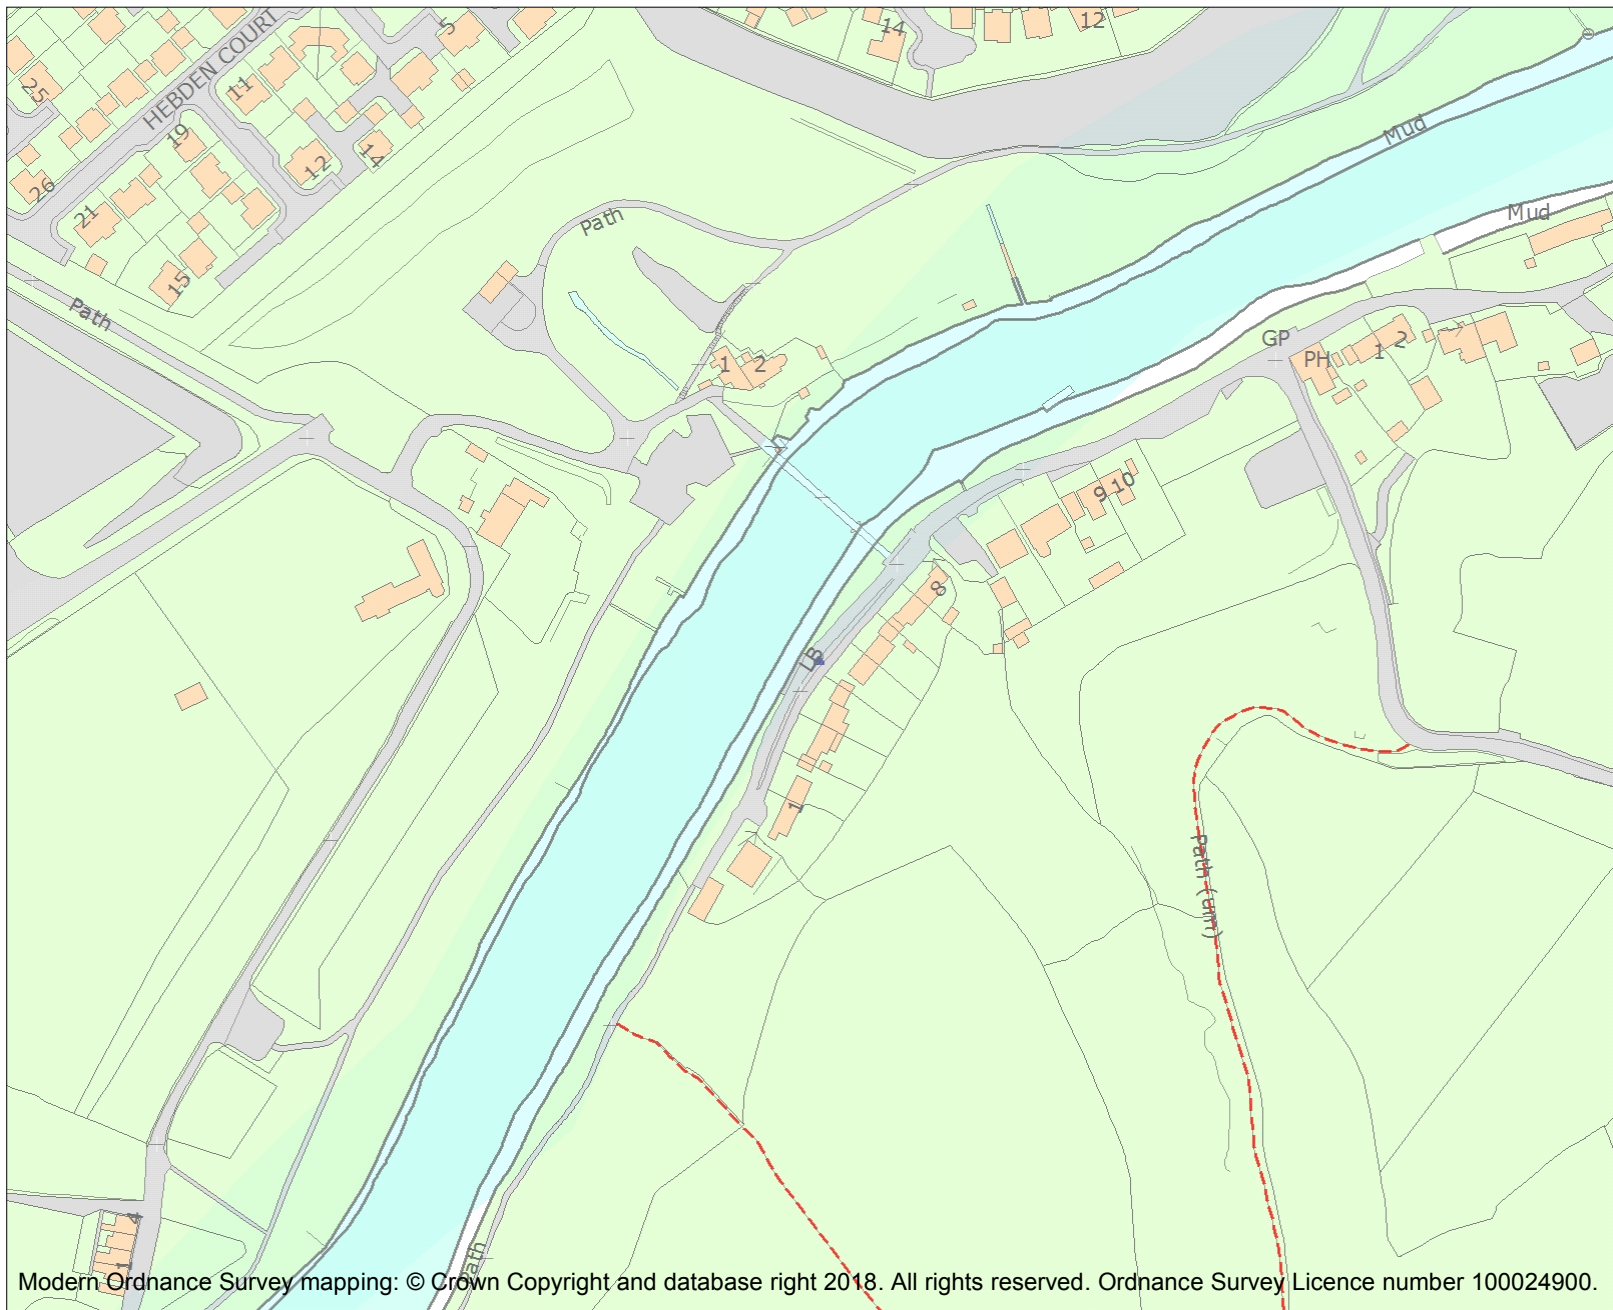 5
14
12
HEBDEN COURT
25
11
19
12
14
26
21
15
Mud
Mud
Path
Path
1
2
GP
PH
1
2
9
10
8
LB
1
Path (um)
4
1
Path
Modern Ordnance Survey mapping: © Crown Copyright and database right 2018. All rights reserved. Ordnance Survey Licence number 100024900.